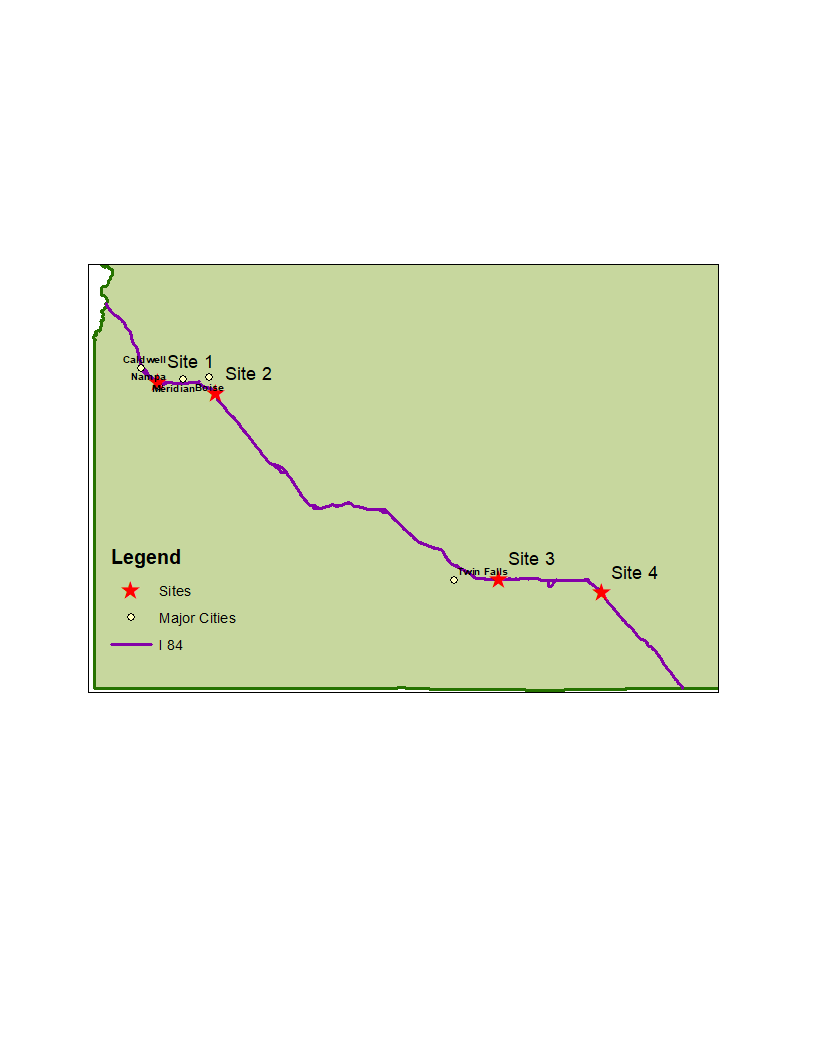 Caldwell
Site 1
Nampa
Site 2
Meridian
Boise
Site 3
Twin Falls
Site 4
Legend
Sites
Major Cities
I 84